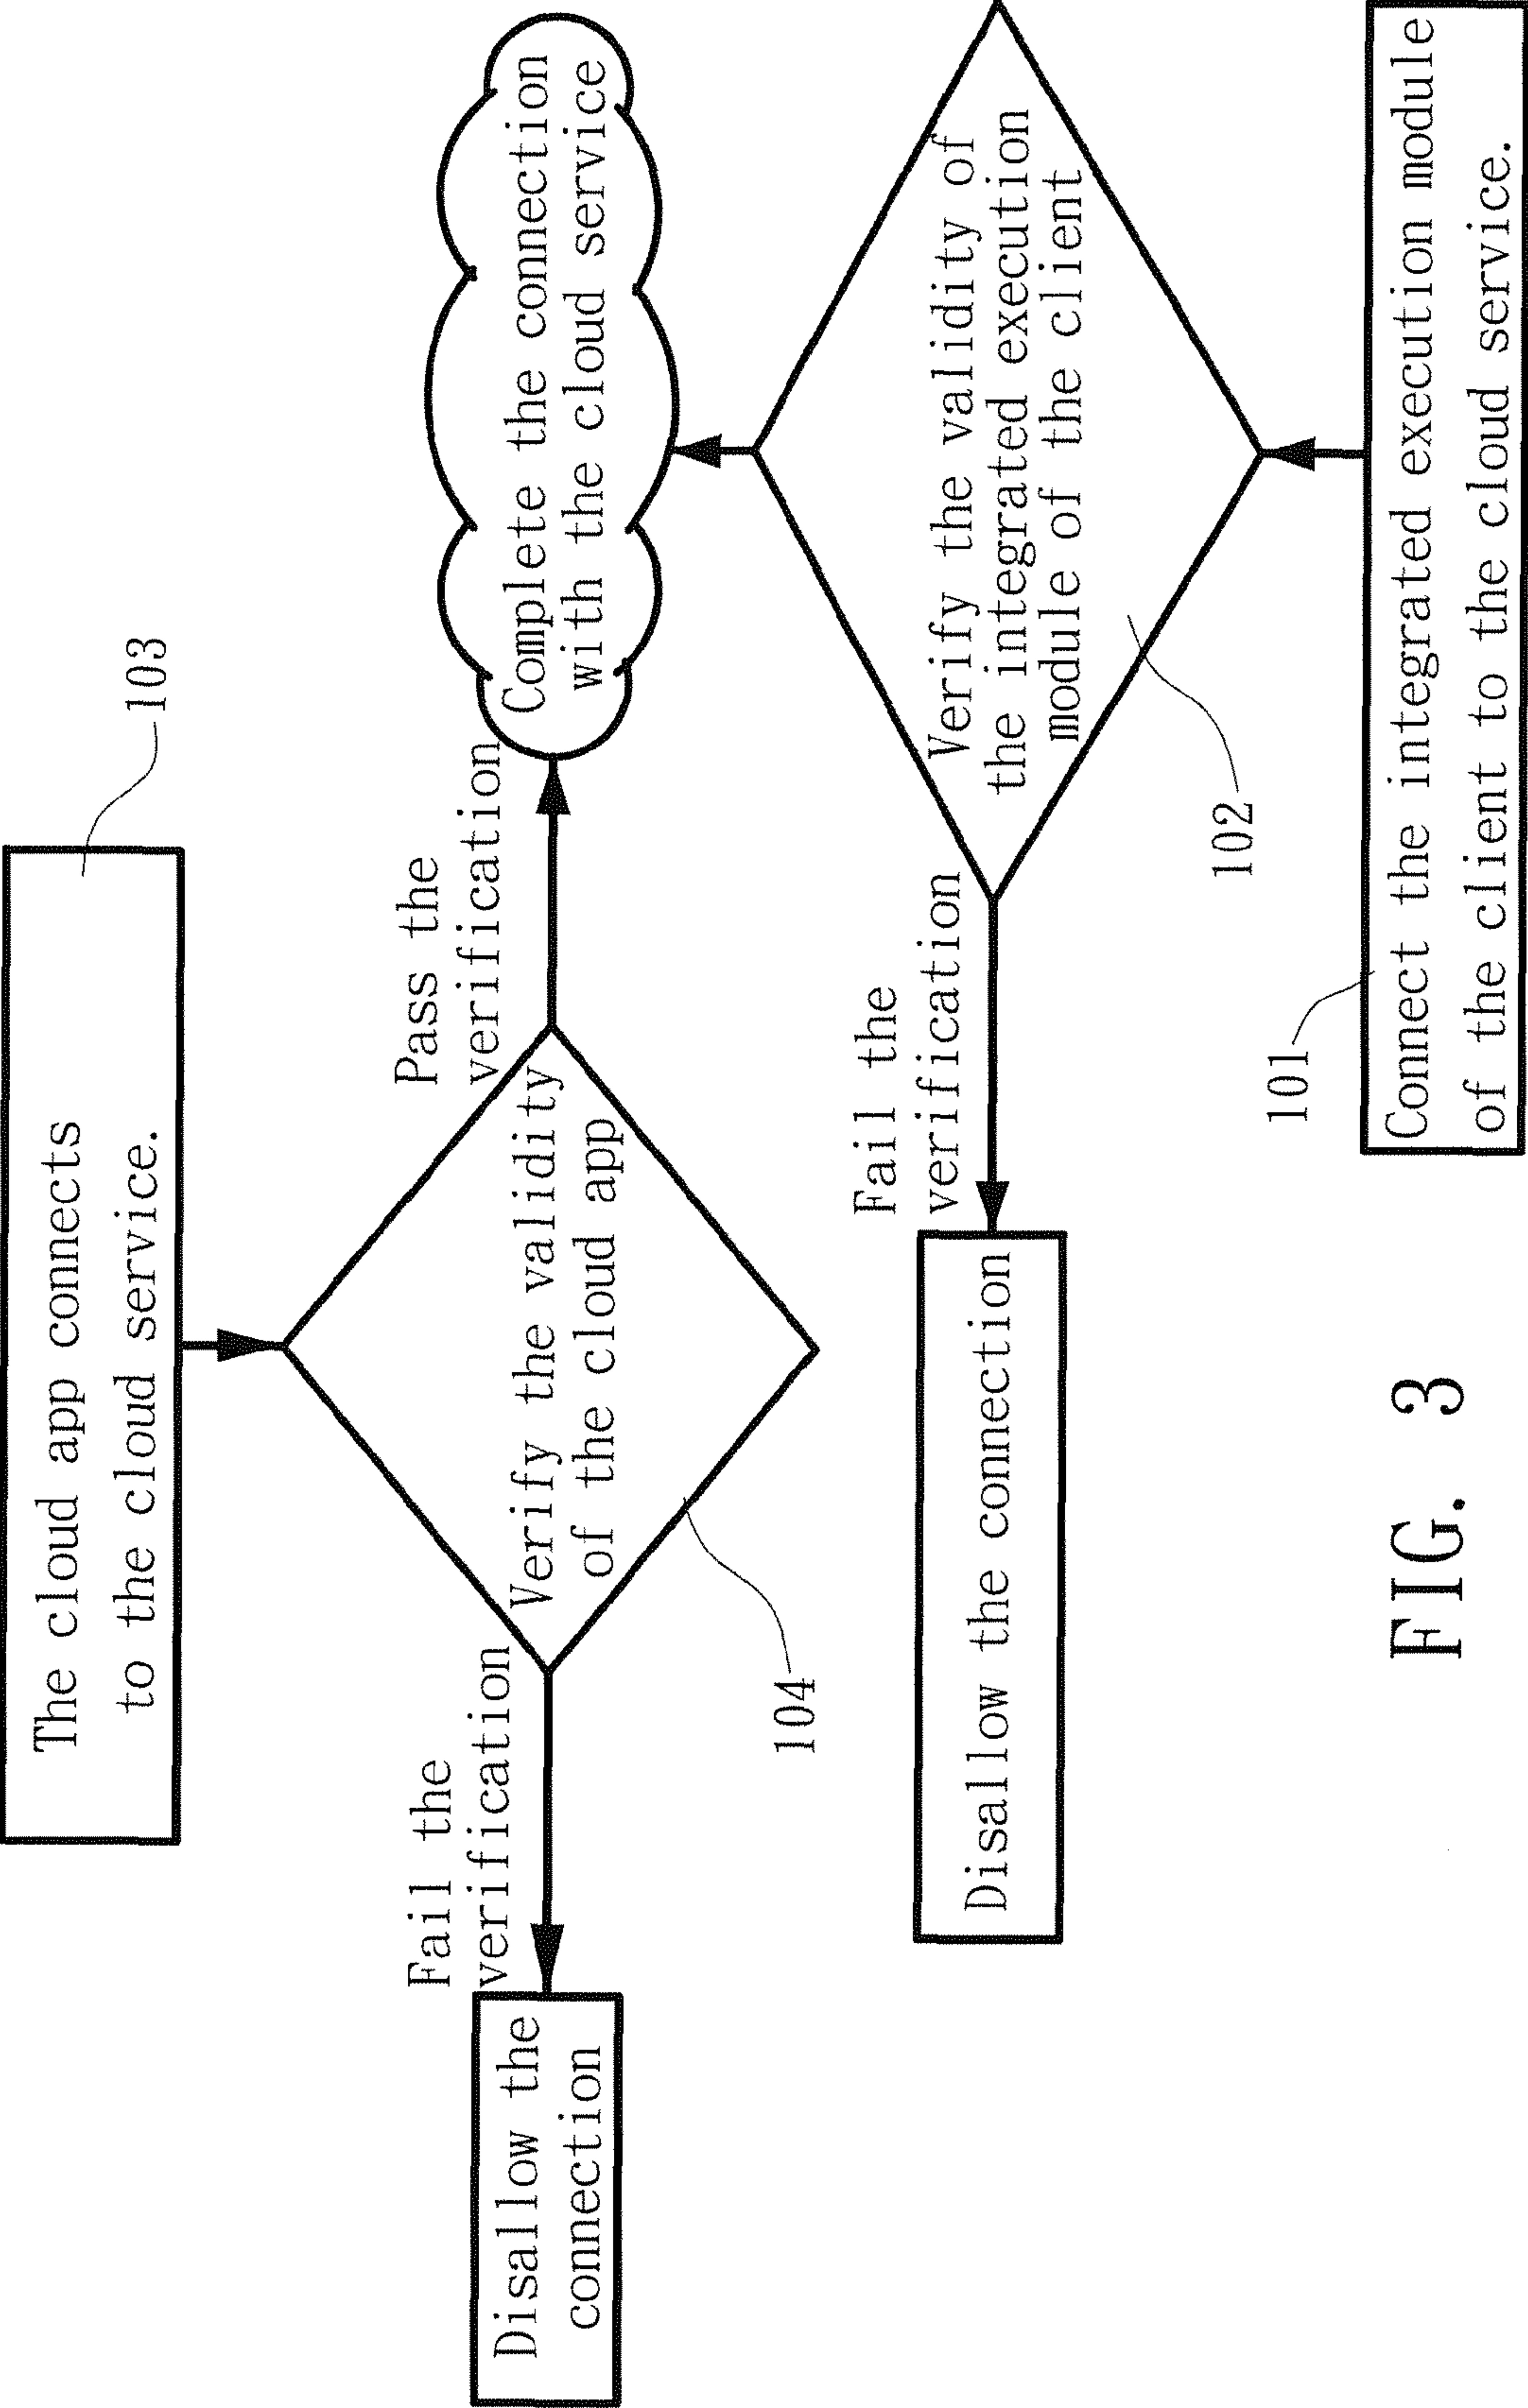 103
The cloud app connects
to the cloud service.
Fail the
verification
Pass the
verification
Disallow the
connection
Verify the validity
of the cloud app
104
Complete the connection
with the cloud service
Fail the
verification
Disallow the connection
Verify the validity of
the integrated execution
module of the client
102
101
Connect the integrated execution module
of the client to the cloud service.
FIG. 3